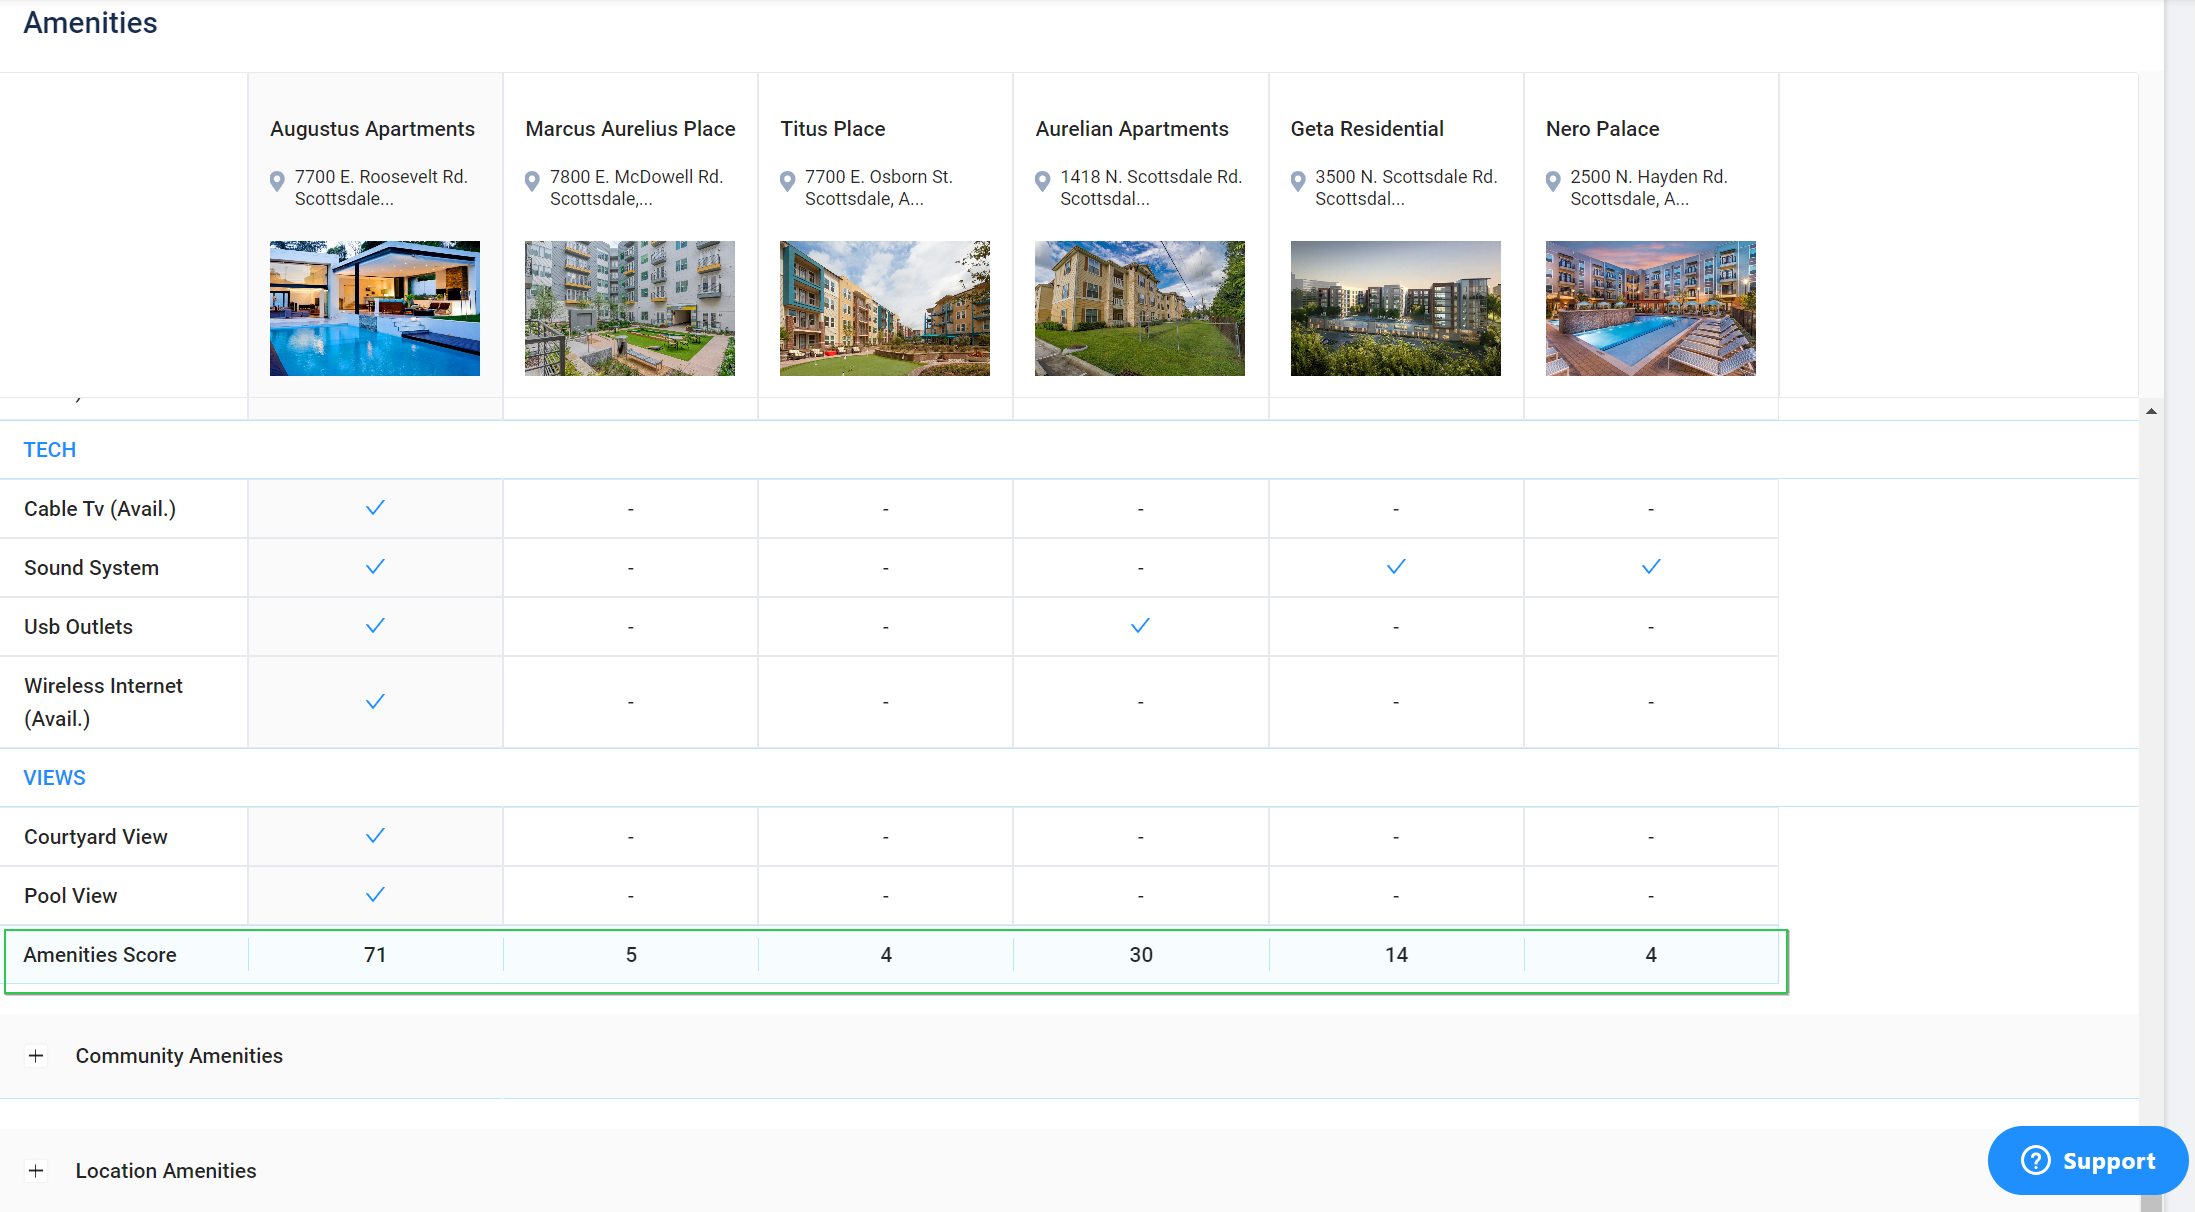 Amenities
Augustus Apartments
7700 E. Roosevelt Rd.
Scottsdale...
Marcus Aurelius Place
7800 E. McDowell Rd.
Scottsdale,...
Titus Place
7700 E. Osborn St.
Scottsdale, A...
Aurelian Apartments
1418 N. Scottsdale Rd.
Scottsdal...
Geta Residential
3500 N. Scottsdale Rd.
Scottsdal...
Nero Palace
2500 N. Hayden Rd.
Scottsdale, A...
TECH
Cable Tv (Avail.) ✓ - - - - -
Sound System ✓ - - - ✓ ✓
Usb Outlets ✓ - - ✓ - -
Wireless Internet
(Avail.) ✓ - - - - -
VIEWS
Courtyard View ✓ - - - - -
Pool View ✓ - - - - -
Amenities Score 71 5 4 30 14 4
+ Community Amenities
+ Location Amenities
? Support